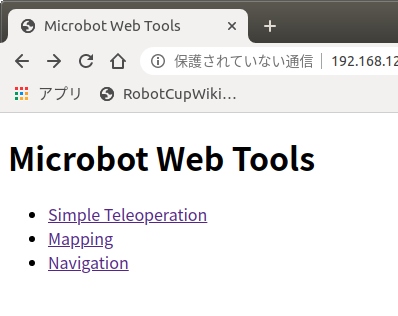 Microbot Web Tools
保護されていない通信 192.168.12
アプリ RobotCupWiki…
Microbot Web Tools
Simple Teleoperation
Mapping
Navigation